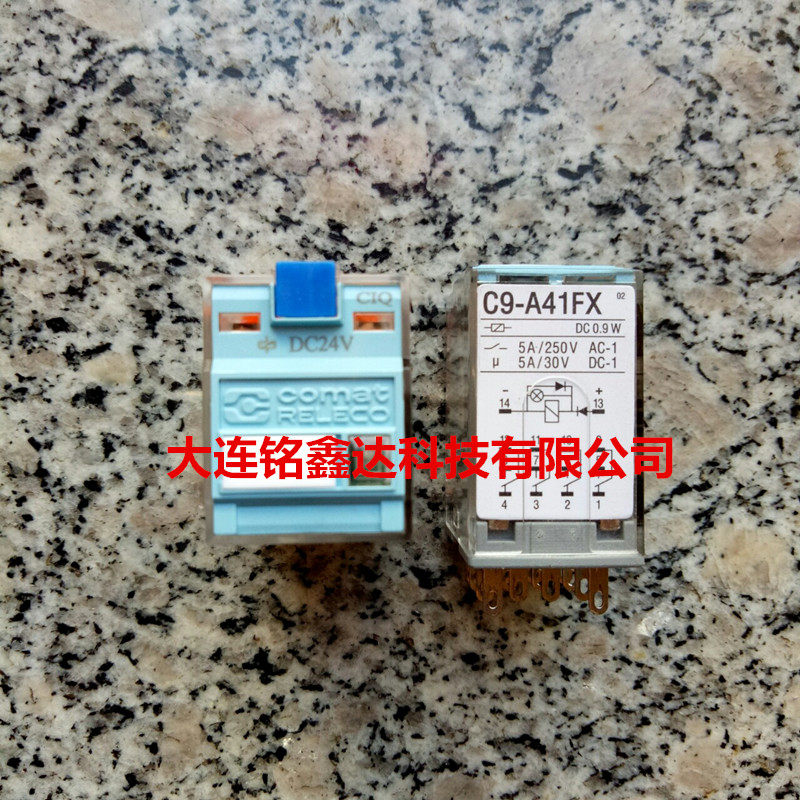 CIQ
DC24V
comat
RELECO
C9-A41FX 02
DC 0.9 W
5A/250V AC-1
µ 5A/30V DC-1
- +
14 13
4 3 2 1
大连铭鑫达科技有限公司